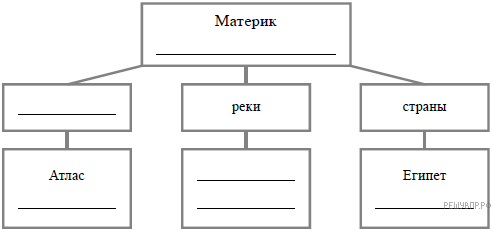 Материк
реки
страны
Атлас
Египет
РЕШУВПР.РФ